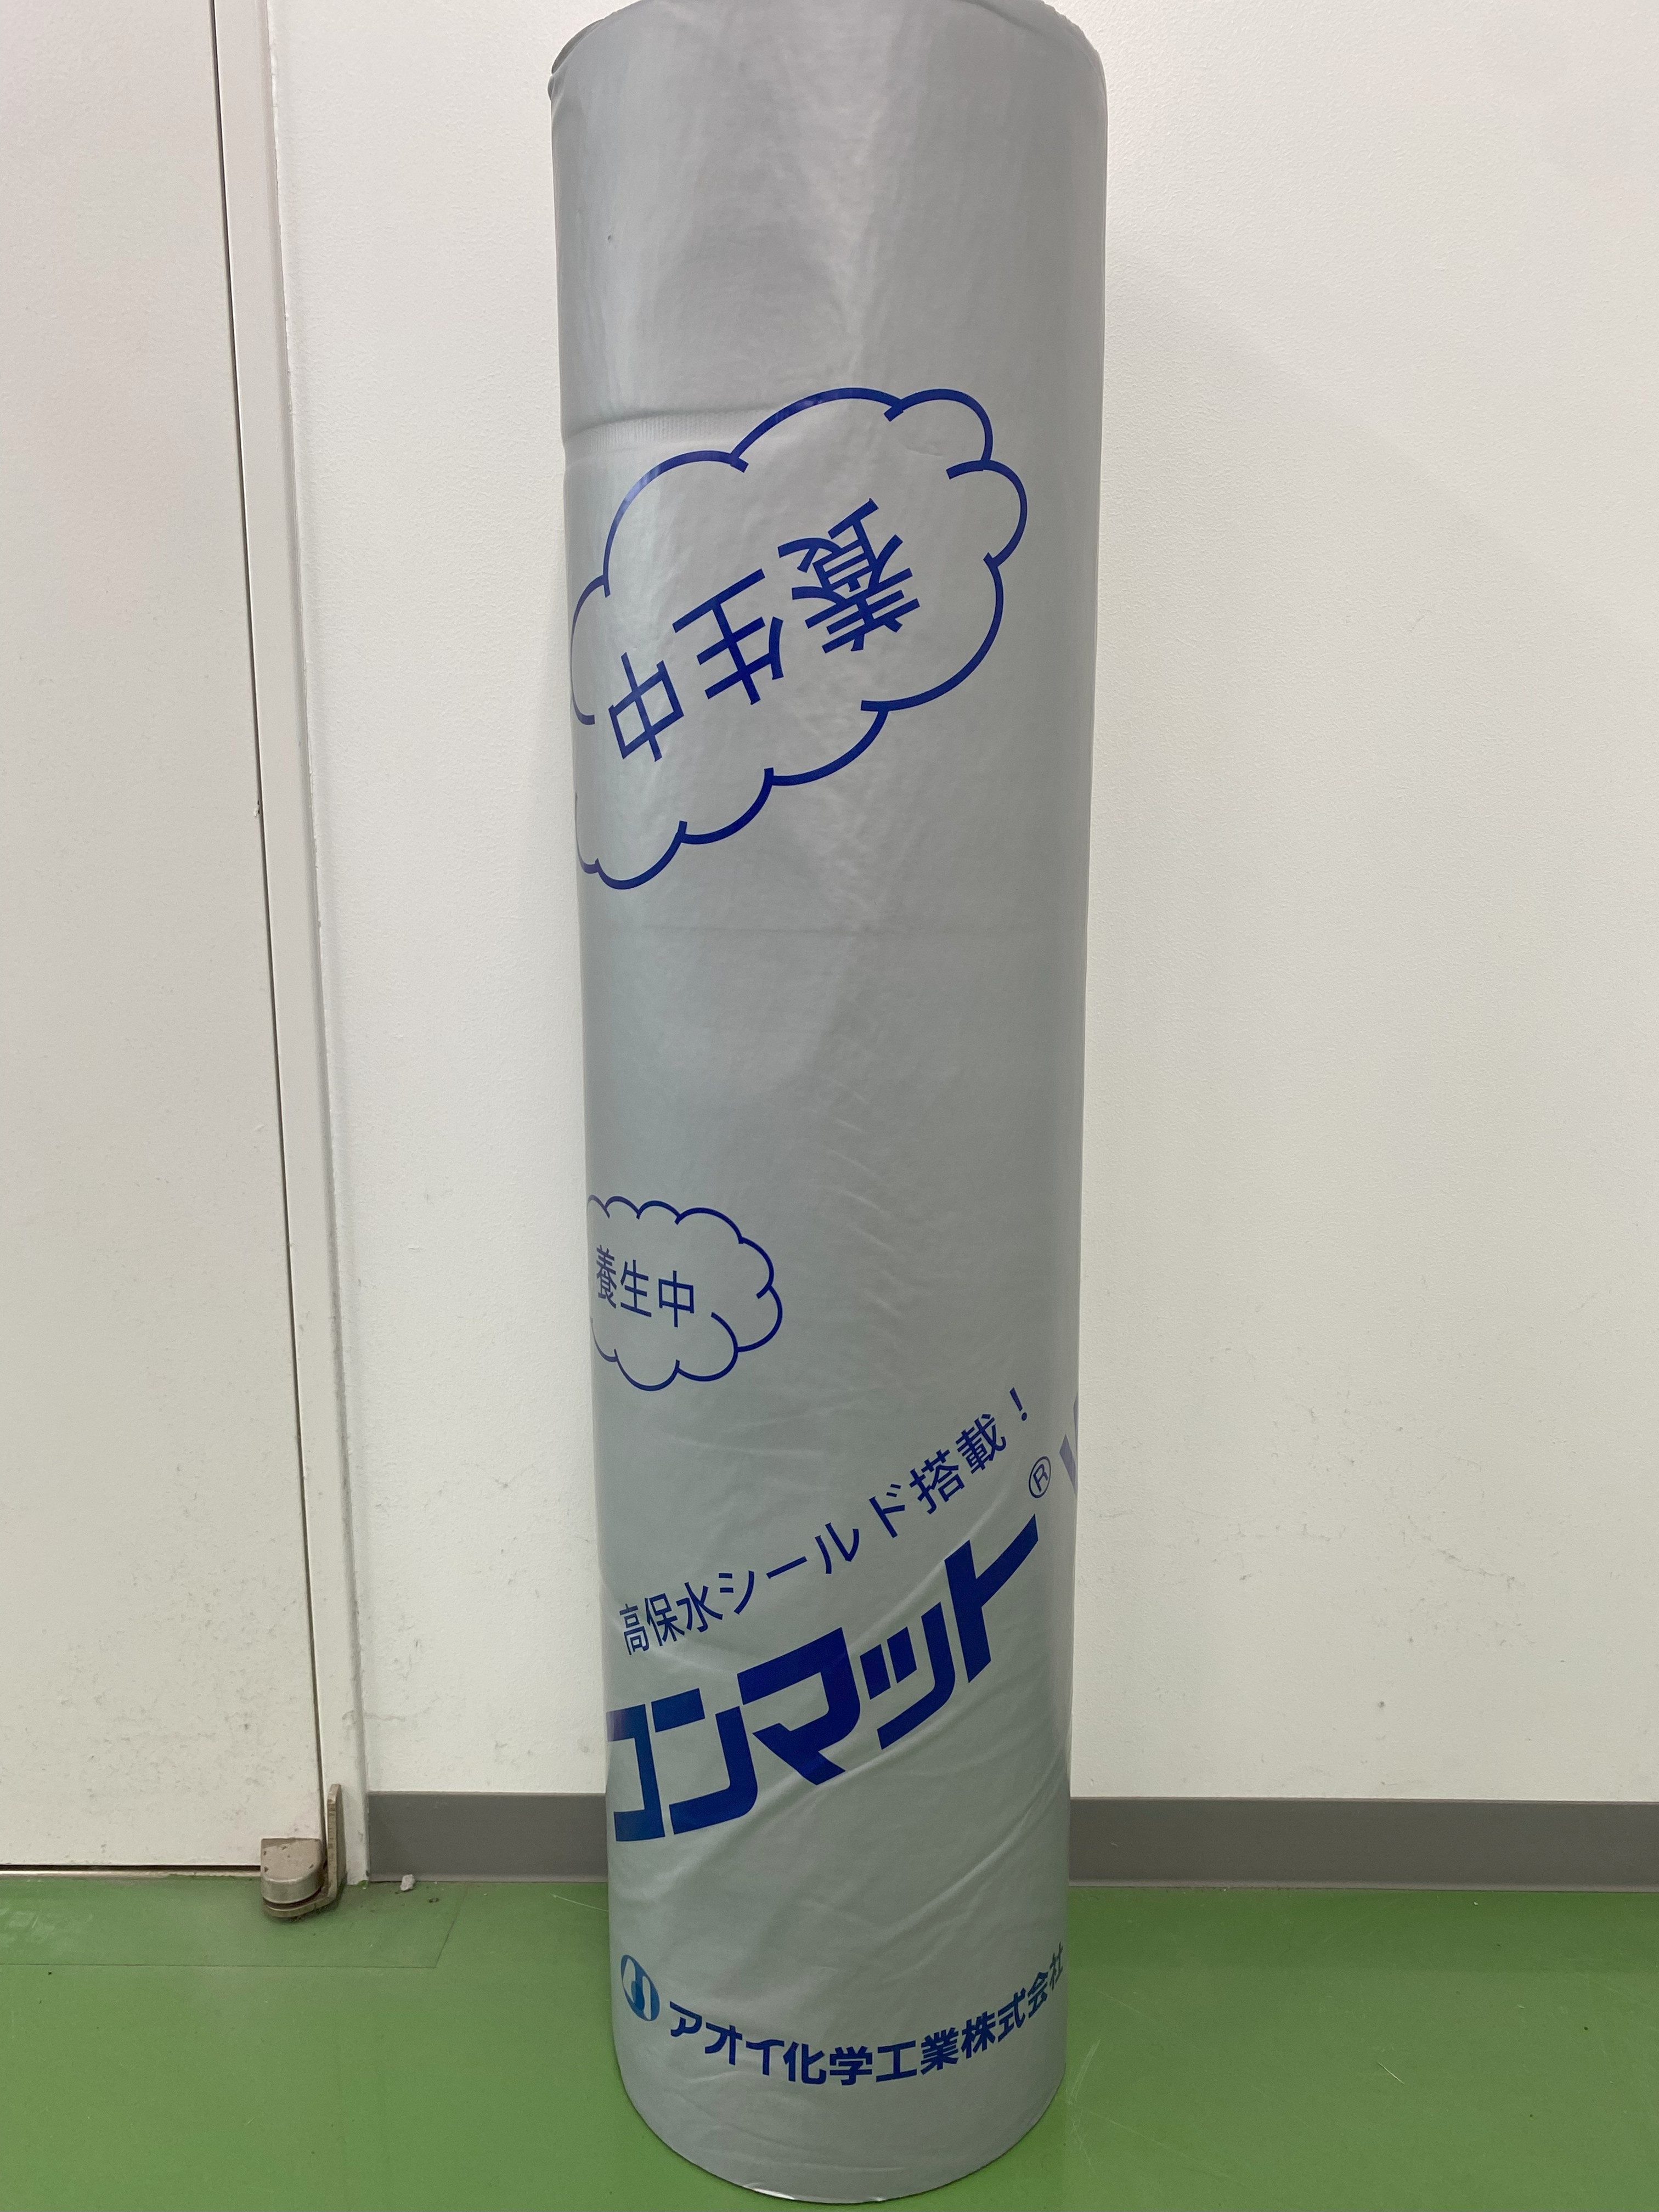 養生中
養生中
高保水シールド搭載！
コンマット®
アオイ化学工業株式会社